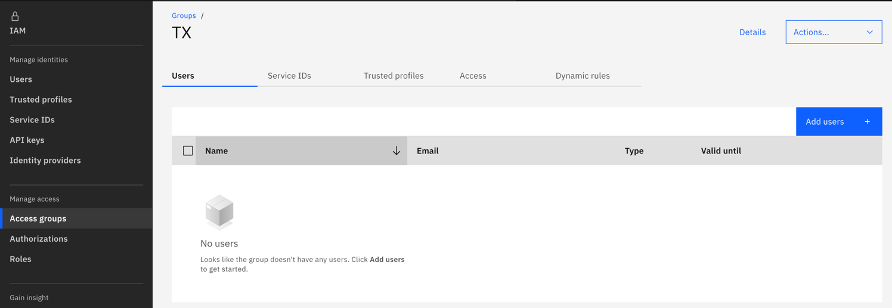 IAM
Manage identities
Users
Trusted profiles
Service IDs
API keys
Identity providers
Manage access
Access groups
Authorizations
Roles
Gain insight
Groups /
TX
Details
Actions...
Users Service IDs Trusted profiles Access Dynamic rules
Add users +
Name Email Type Valid until
No users
Looks like the group doesn't have any users. Click Add users
to get started.